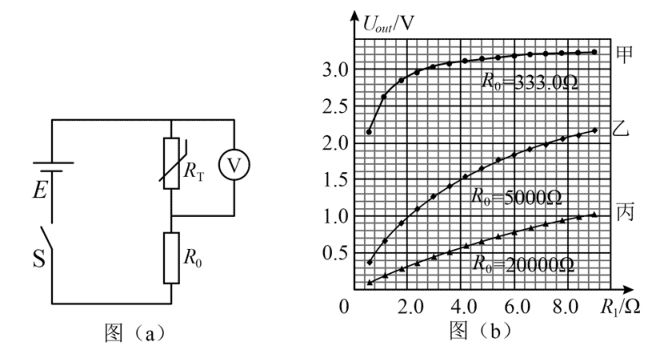 E
S
R_T
V
R_0
图（a）
U_out/V
3.0
2.5
2.0
1.5
1.0
0.5
0
2.0
4.0
6.0
8.0
R_1/Ω
甲
乙
丙
R_0=333.0Ω
R_0=5000Ω
R_0=20000Ω
图（b）